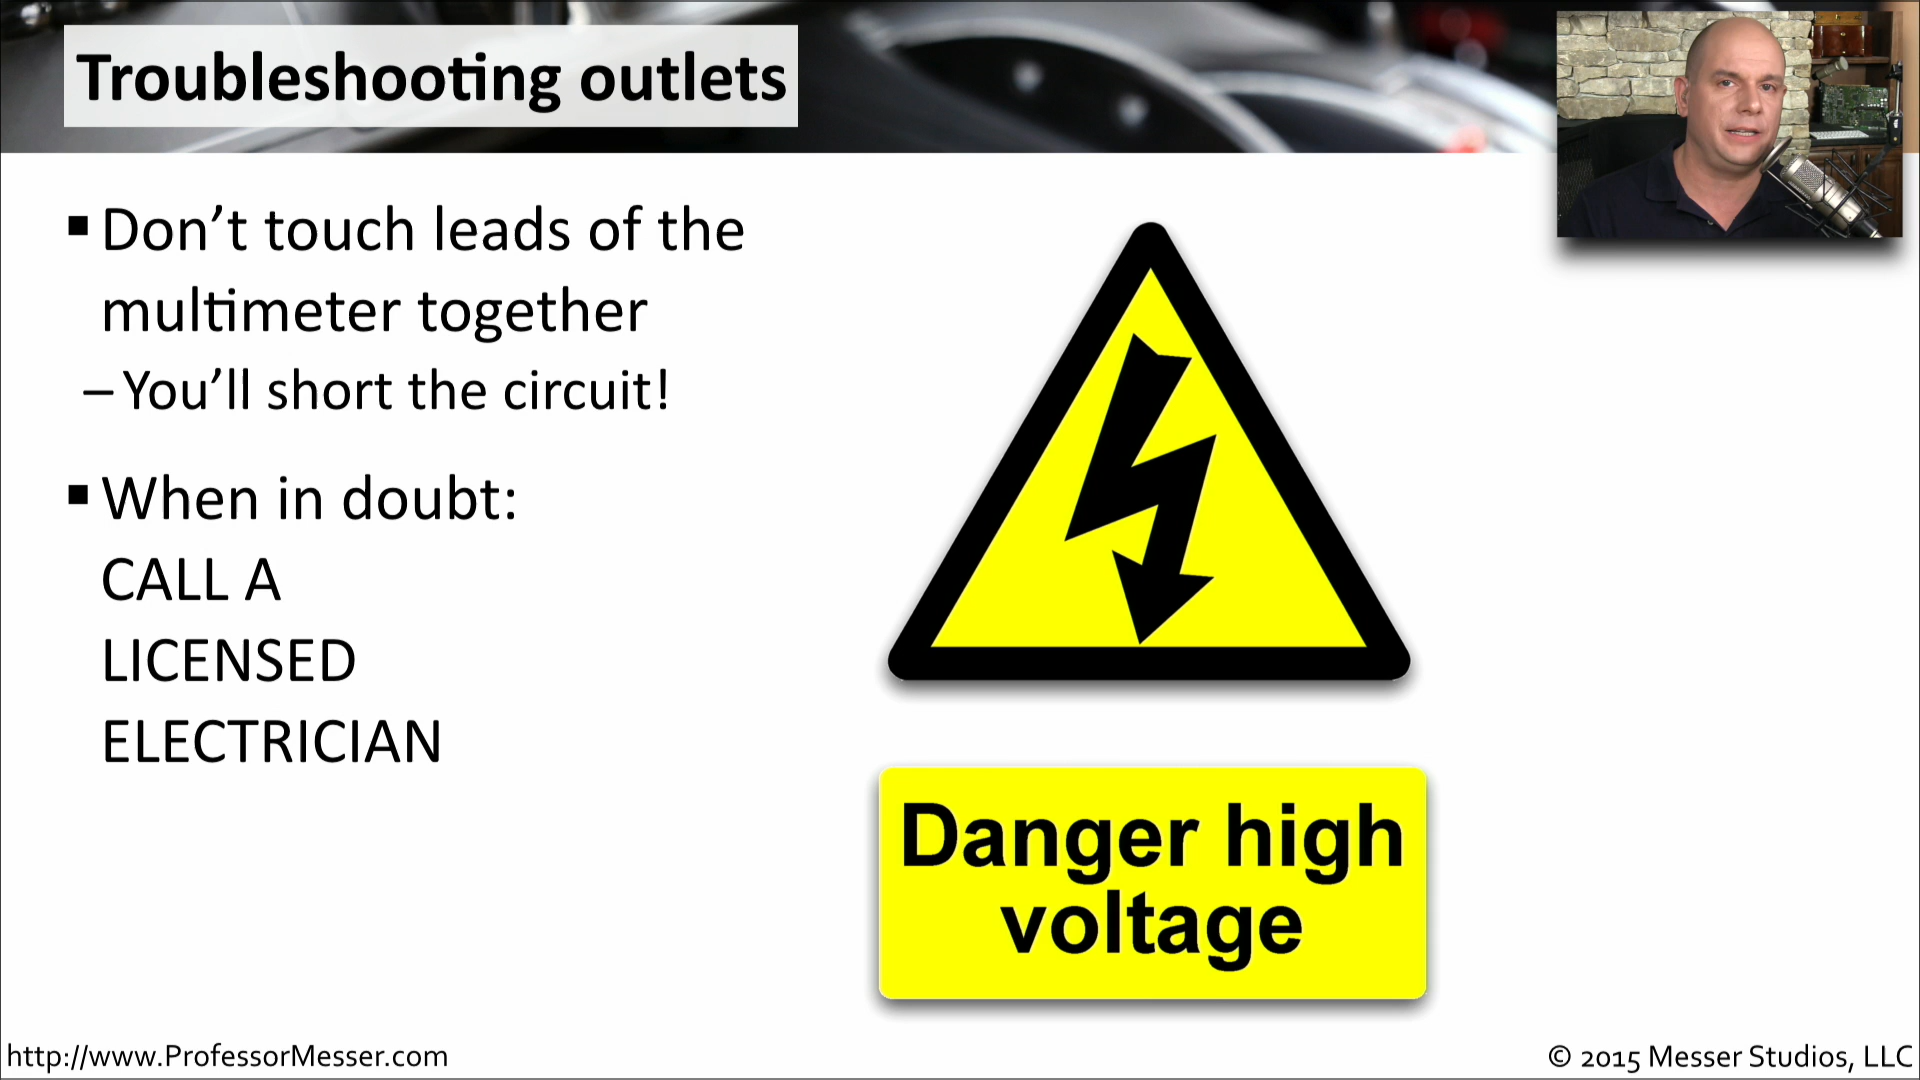 Troubleshooting outlets
▪ Don’t touch leads of the
multimeter together
– You’ll short the circuit!
▪ When in doubt:
CALL A
LICENSED
ELECTRICIAN
Danger high
voltage
http://www.ProfessorMesser.com
© 2015 Messer Studios, LLC